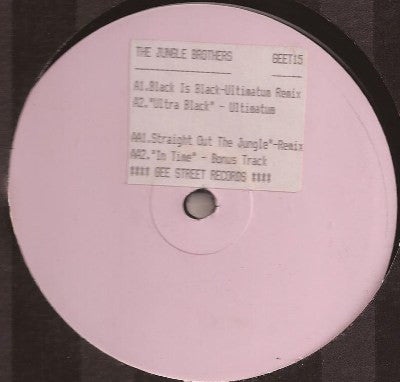 THE JUNGLE BROTHERS GEET15
A1.Black Is Black-Ultimatum Remix
A2."Ultra Black" - Ultimatum
AA1.Straight Out The Jungle"-Remix
AA2."In Time" - Bonus Track
#### GEE STREET RECORDS ####